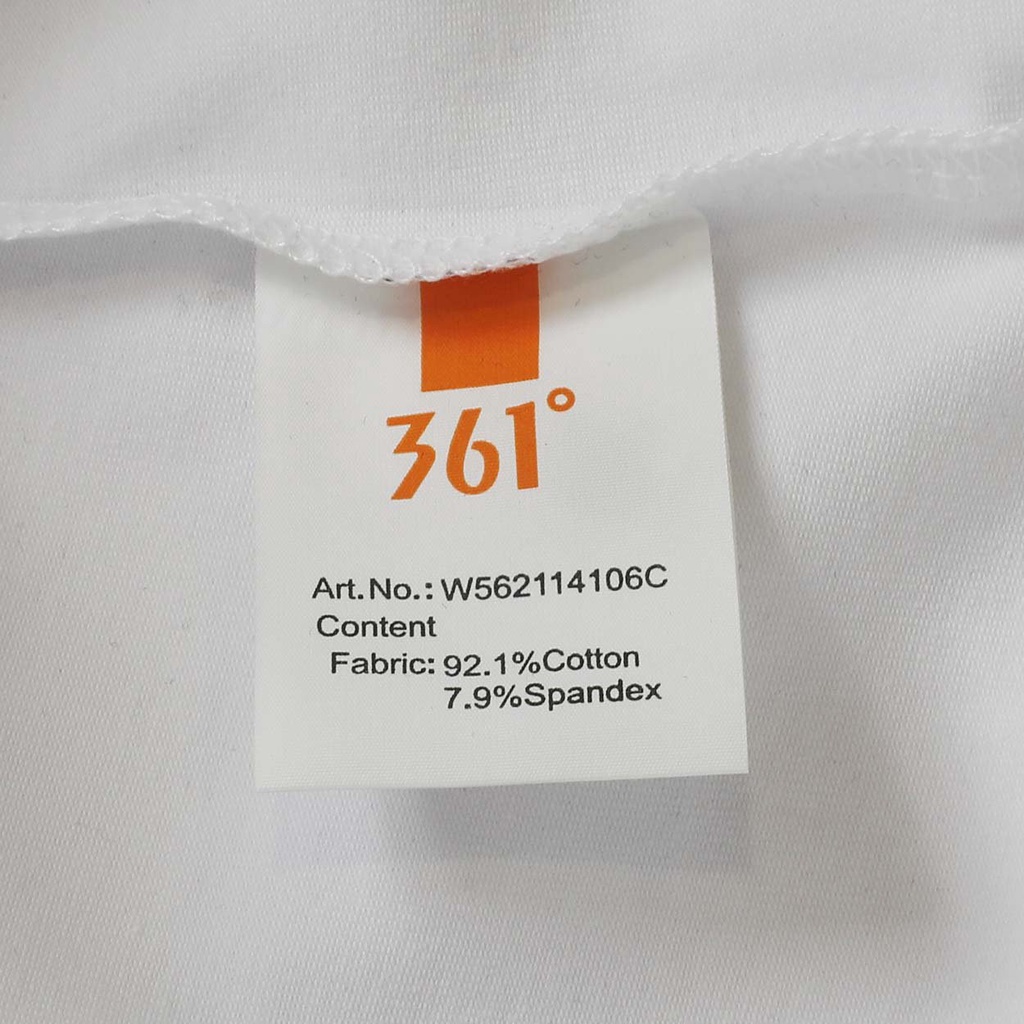 361°
Art.No.: W562114106C
Content
Fabric: 92.1%Cotton
7.9%Spandex